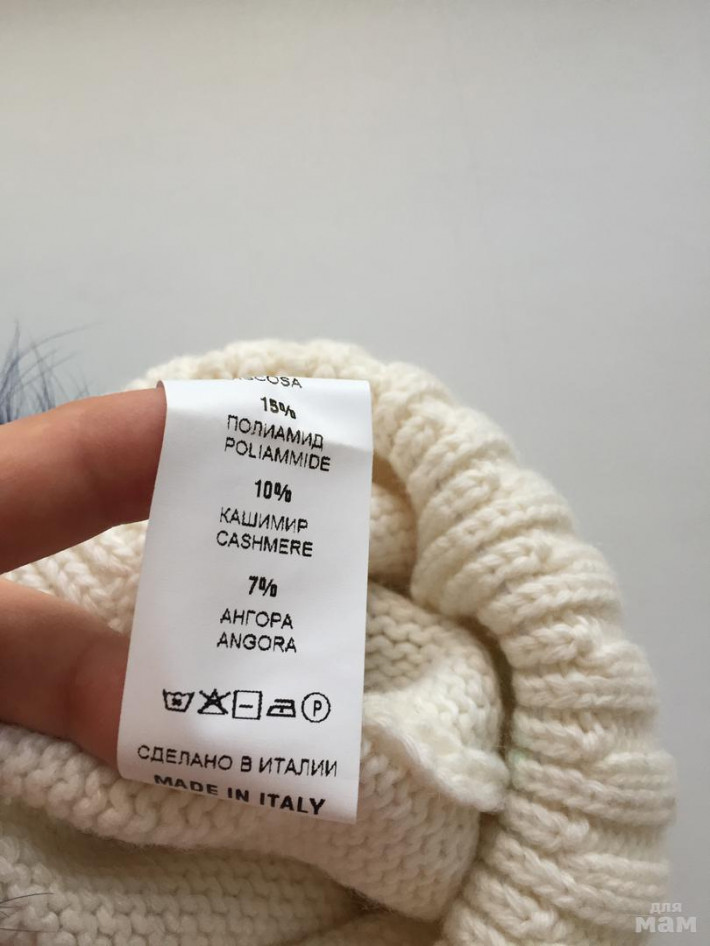 15%
ПОЛИАМИД
POLIAMMIDE
10%
КАШИМИР
CASHMERE
7%
АНГОРА
ANGORA
P
СДЕЛАНО В ИТАЛИИ
MADE IN ITALY
для
мам